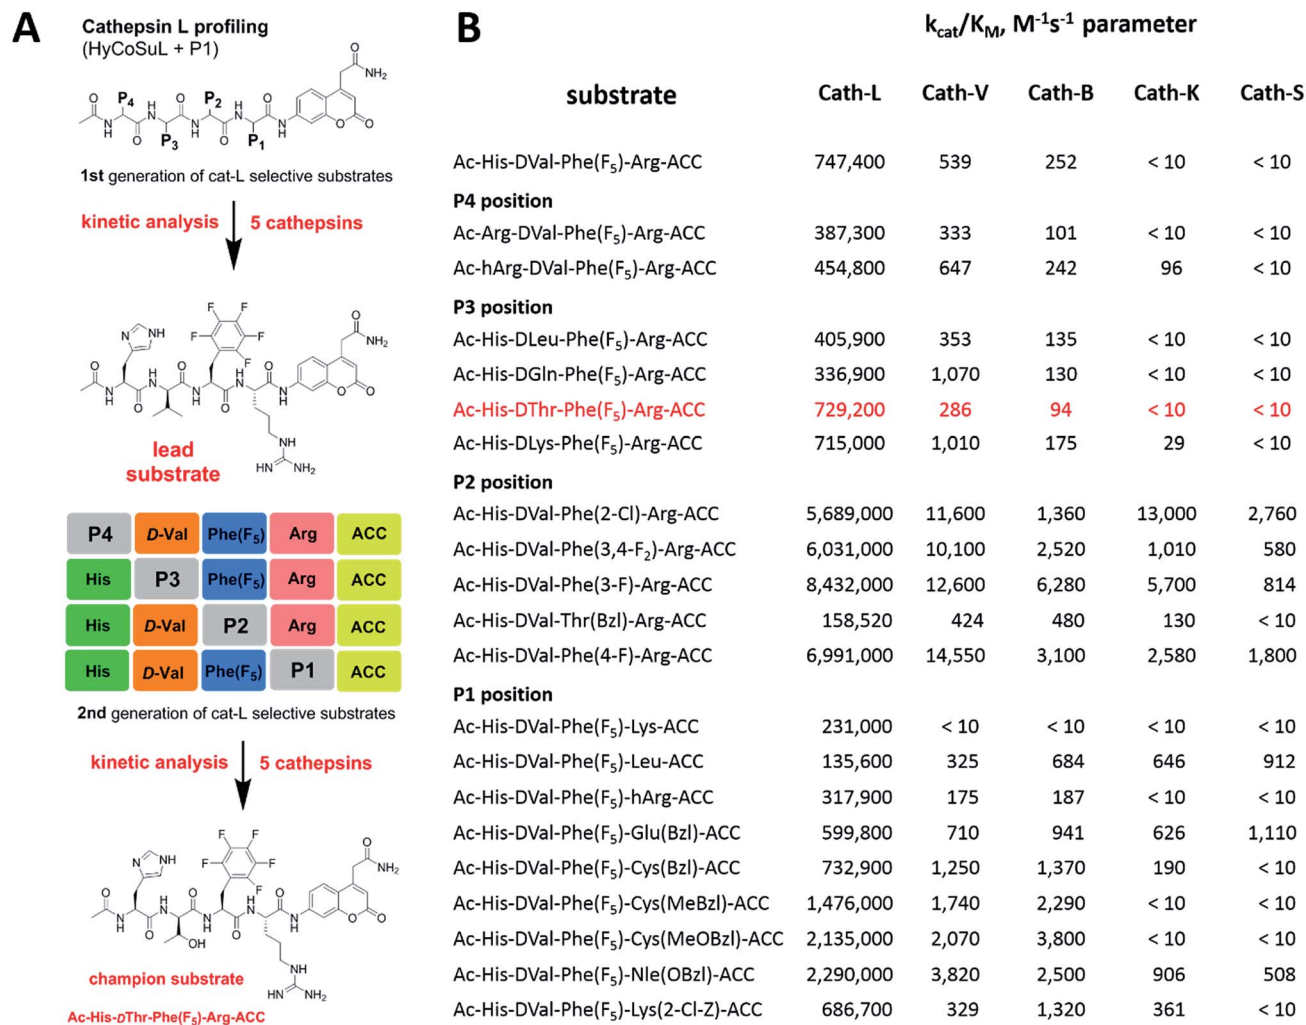 A
Cathepsin L profiling
(HyCoSuL + P1)
P4
P2
O
H
N
O
H
N
O
N
H
O
N
H
O
N
H
O
O
NH2
O
P3
P1
1st generation of cat-L selective substrates
kinetic analysis 5 cathepsins
F
F
F
F
F
N
NH
O
NH2
O
N
H
O
H
N
O
N
H
O
H
N
O
N
H
O
O
NH
HN
NH2
lead
substrate
P4 D-Val Phe(F5) Arg ACC
His P3 Phe(F5) Arg ACC
His D-Val P2 Arg ACC
His D-Val Phe(F5) P1 ACC
2nd generation of cat-L selective substrates
kinetic analysis 5 cathepsins
F
F
F
F
F
N
NH
O
NH2
O
N
H
O
H
N
O
N
H
O
H
N
O
N
H
O
O
OH
NH
HN
NH2
champion substrate
Ac-His-DThr-Phe(F5)-Arg-ACC
B
kcat/KM, M-1s-1 parameter
substrate Cath-L Cath-V Cath-B Cath-K Cath-S
Ac-His-DVal-Phe(F5)-Arg-ACC 747,400 539 252 < 10 < 10
P4 position
Ac-Arg-DVal-Phe(F5)-Arg-ACC 387,300 333 101 < 10 < 10
Ac-hArg-DVal-Phe(F5)-Arg-ACC 454,800 647 242 96 < 10
P3 position
Ac-His-DLeu-Phe(F5)-Arg-ACC 405,900 353 135 < 10 < 10
Ac-His-DGln-Phe(F5)-Arg-ACC 336,900 1,070 130 < 10 < 10
Ac-His-DThr-Phe(F5)-Arg-ACC 729,200 286 94 < 10 < 10
Ac-His-DLys-Phe(F5)-Arg-ACC 715,000 1,010 175 29 < 10
P2 position
Ac-His-DVal-Phe(2-Cl)-Arg-ACC 5,689,000 11,600 1,360 13,000 2,760
Ac-His-DVal-Phe(3,4-F2)-Arg-ACC 6,031,000 10,100 2,520 1,010 580
Ac-His-DVal-Phe(3-F)-Arg-ACC 8,432,000 12,600 6,280 5,700 814
Ac-His-DVal-Thr(Bzl)-Arg-ACC 158,520 424 480 130 < 10
Ac-His-DVal-Phe(4-F)-Arg-ACC 6,991,000 14,550 3,100 2,580 1,800
P1 position
Ac-His-DVal-Phe(F5)-Lys-ACC 231,000 < 10 < 10 < 10 < 10
Ac-His-DVal-Phe(F5)-Leu-ACC 135,600 325 684 646 912
Ac-His-DVal-Phe(F5)-hArg-ACC 317,900 175 187 < 10 < 10
Ac-His-DVal-Phe(F5)-Glu(Bzl)-ACC 599,800 710 941 626 1,110
Ac-His-DVal-Phe(F5)-Cys(Bzl)-ACC 732,900 1,250 1,370 190 < 10
Ac-His-DVal-Phe(F5)-Cys(MeBzl)-ACC 1,476,000 1,740 2,290 < 10 < 10
Ac-His-DVal-Phe(F5)-Cys(MeOBzl)-ACC 2,135,000 2,070 3,800 < 10 < 10
Ac-His-DVal-Phe(F5)-Nle(OBzl)-ACC 2,290,000 3,820 2,500 906 508
Ac-His-DVal-Phe(F5)-Lys(2-Cl-Z)-ACC 686,700 329 1,320 361 < 10